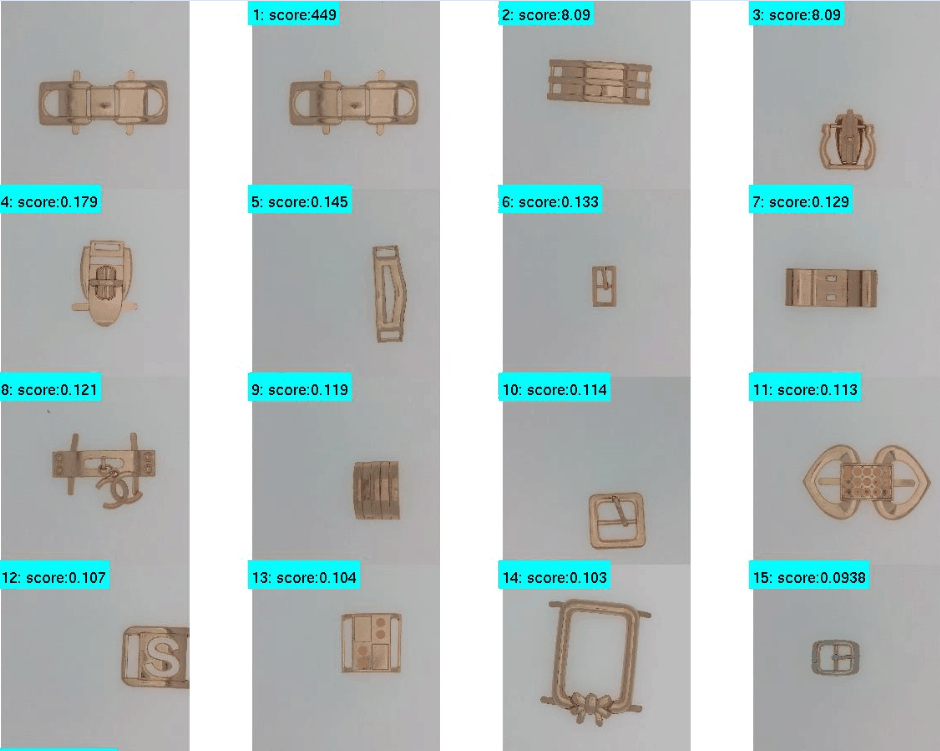 1: score:449
2: score:8.09
3: score:8.09
4: score:0.179
5: score:0.145
6: score:0.133
7: score:0.129
8: score:0.121
9: score:0.119
10: score:0.114
11: score:0.113
12: score:0.107
13: score:0.104
14: score:0.103
15: score:0.0938
IS